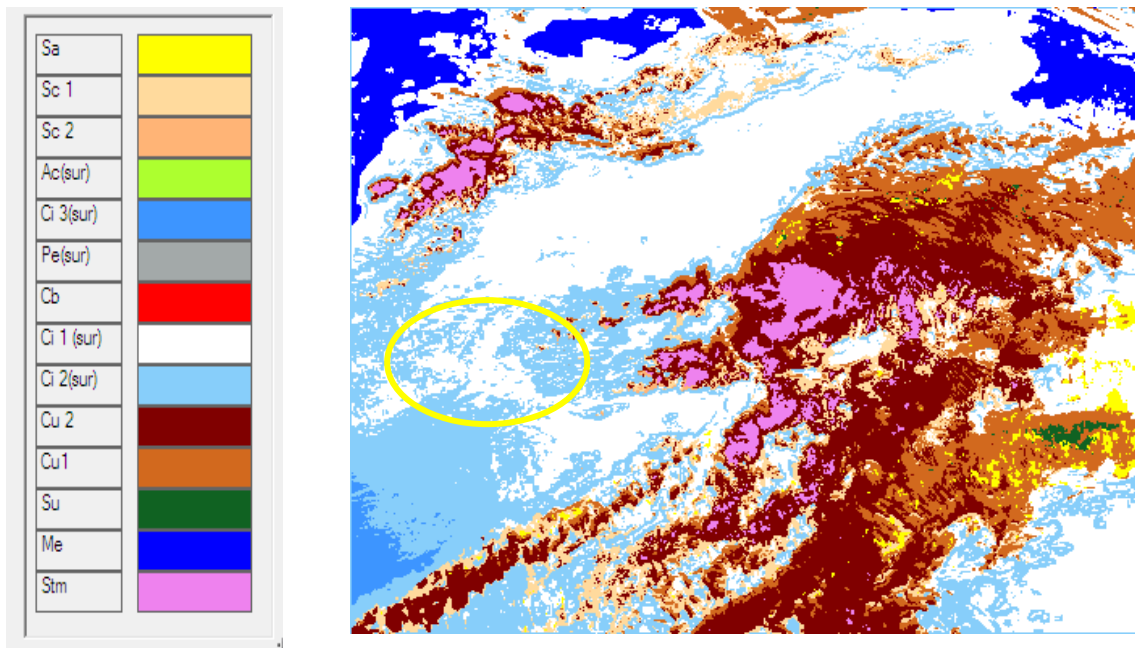 Sa
Sc 1
Sc 2
Ac(sur)
Ci 3(sur)
Pe(sur)
Cb
Ci 1 (sur)
Ci 2(sur)
Cu 2
Cu1
Su
Me
Stm